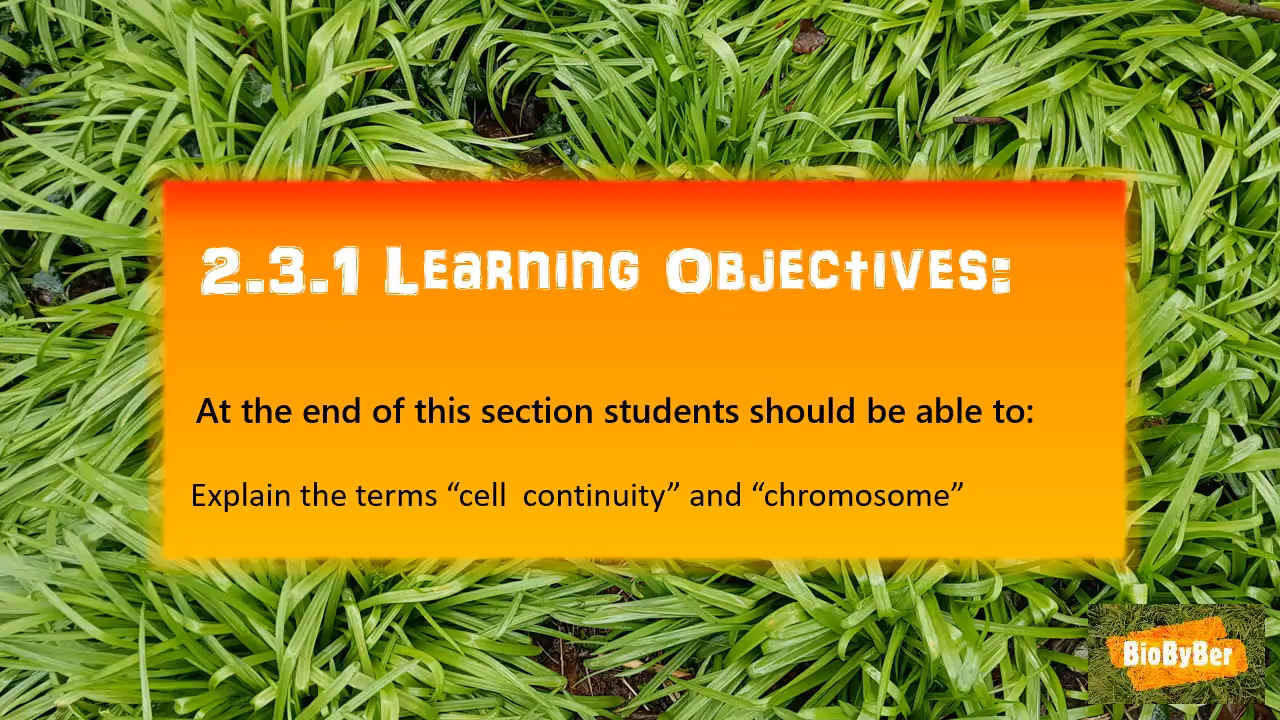 2.3.1 Learning Objectives:
At the end of this section students should be able to:
Explain the terms “cell  continuity” and “chromosome”
BioByBer